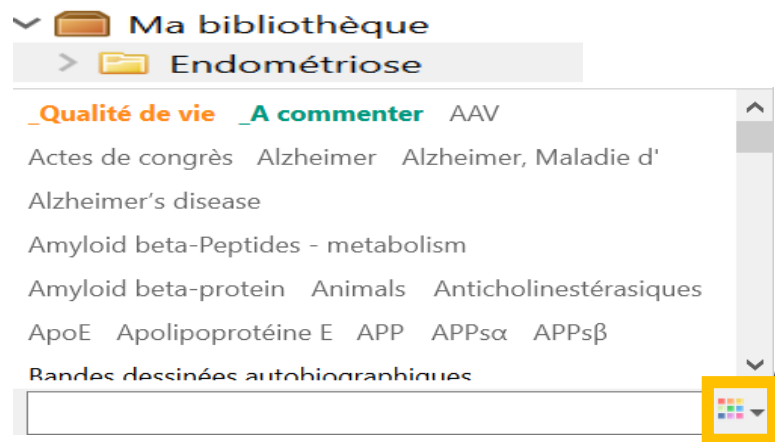 Ma bibliothèque
Endométriose
_Qualité de vie _A commenter AAV
Actes de congrès Alzheimer Alzheimer, Maladie d'
Alzheimer’s disease
Amyloid beta-Peptides - metabolism
Amyloid beta-protein Animals Anticholinestérasiques
ApoE Apolipoprotéine E APP APPsα APPsβ
Bandes dessinées autobiographiques